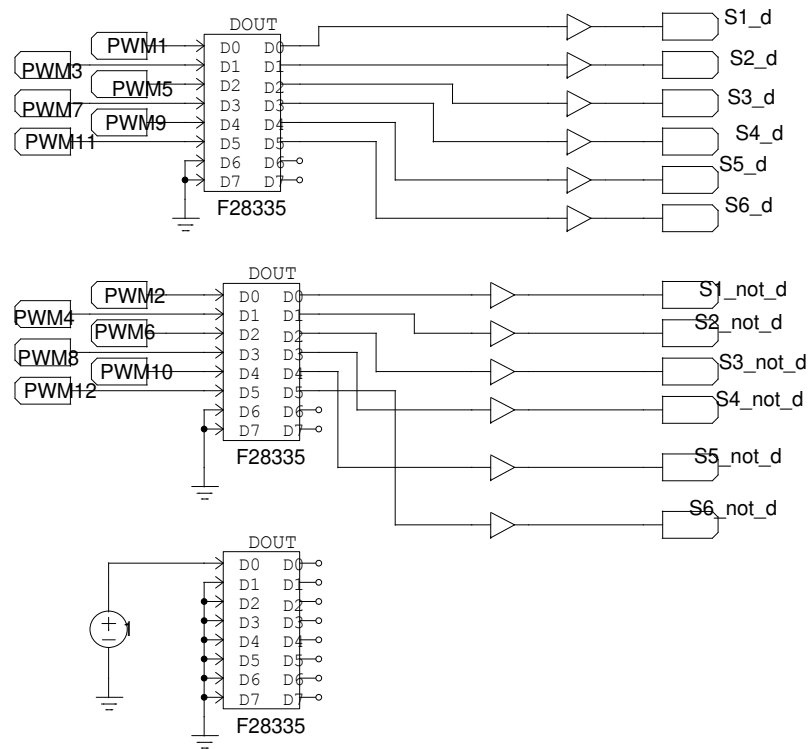 DOUT
S1_d
PWM1 D0 D0
PWM3 D1 D1 S2_d
PWM5 D2 D2
PWM7 D3 D3 S3_d
PWM9 D4 D4
PWM11 D5 D5 S4_d
D6 D6
D7 D7 S5_d
F28335
S6_d
DOUT
PWM2 D0 D0 S1_not_d
PWM4 D1 D1
PWM6 D2 D2 S2_not_d
PWM8 D3 D3
PWM10 D4 D4 S3_not_d
PWM12 D5 D5
D6 D6 S4_not_d
D7 D7
F28335 S5_not_d
S6_not_d
DOUT
D0 D0
D1 D1
D2 D2
D3 D3
1 D4 D4
D5 D5
D6 D6
D7 D7
F28335